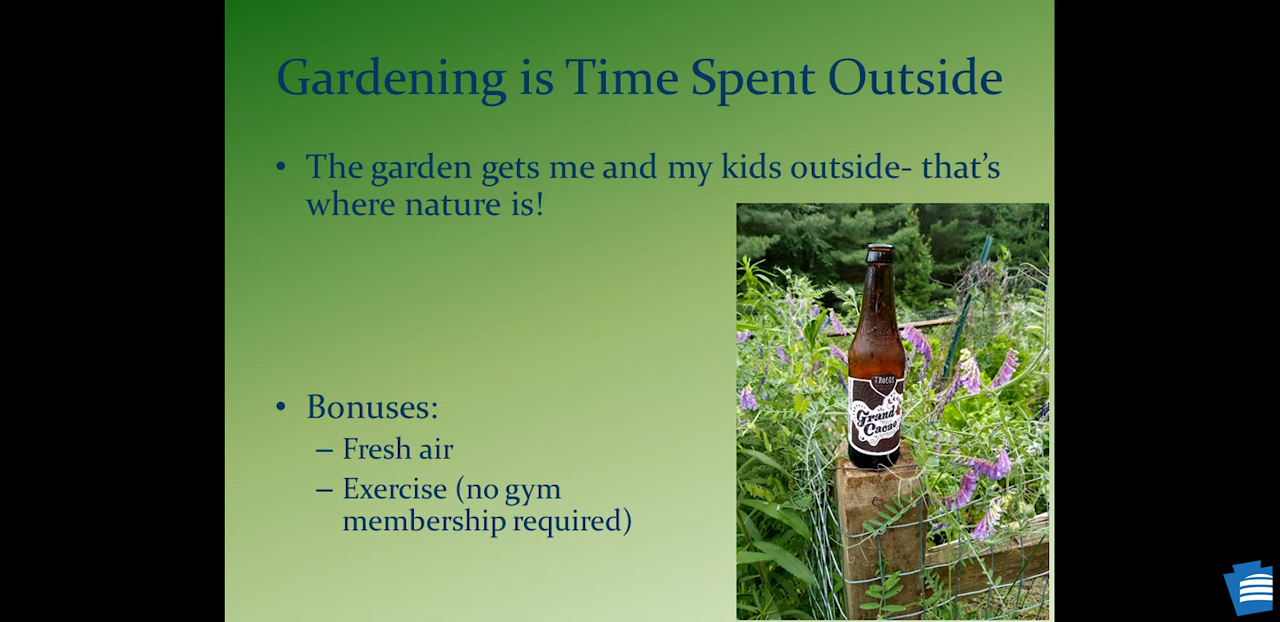 Gardening is Time Spent Outside
• The garden gets me and my kids outside- that's
where nature is!
• Bonuses:
– Fresh air
– Exercise (no gym
membership required)
TRÖEGS
Grand
Cacao